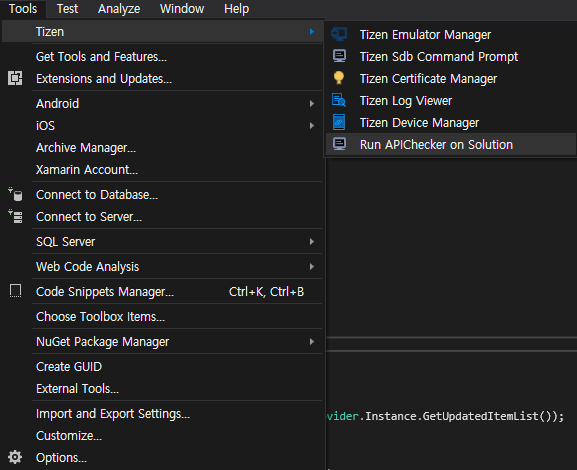 Tools Test Analyze Window Help
Tizen
Get Tools and Features...
Extensions and Updates...
Android
iOS
Archive Manager...
Xamarin Account...
Connect to Database...
Connect to Server...
SQL Server
Web Code Analysis
Code Snippets Manager... Ctrl+K, Ctrl+B
Choose Toolbox Items...
NuGet Package Manager
Create GUID
External Tools...
Import and Export Settings...
Customize...
Options...
Tizen Emulator Manager
Tizen Sdb Command Prompt
Tizen Certificate Manager
Tizen Log Viewer
Tizen Device Manager
Run APIChecker on Solution
vider.Instance.GetUpdatedItemList());